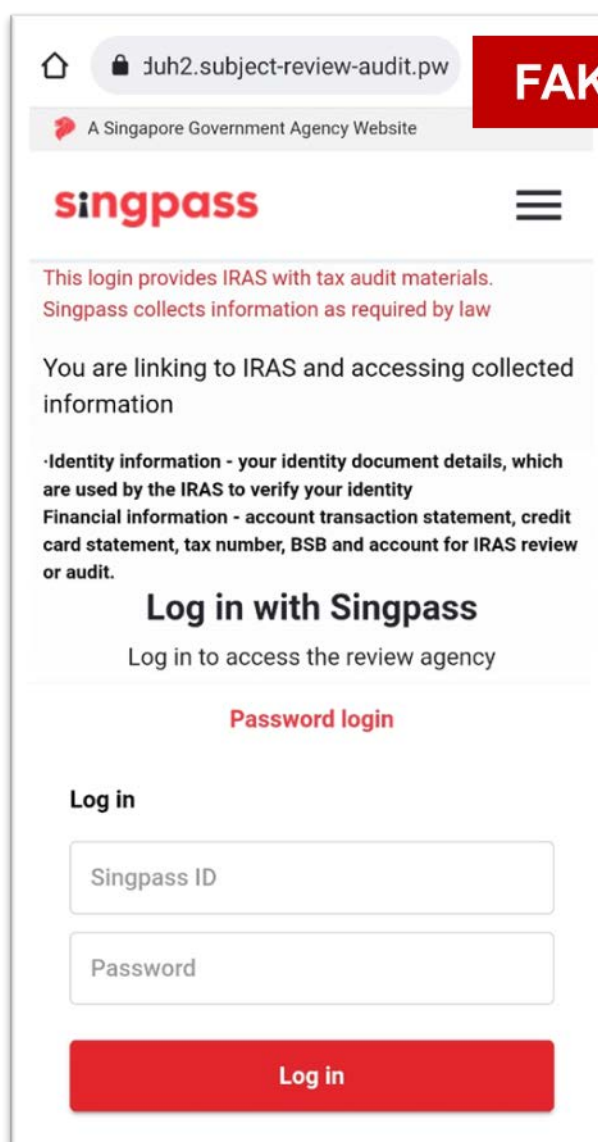 duh2.subject-review-audit.pw
FAK
A Singapore Government Agency Website
singpass
This login provides IRAS with tax audit materials.
Singpass collects information as required by law
You are linking to IRAS and accessing collected
information
·Identity information - your identity document details, which
are used by the IRAS to verify your identity
Financial information - account transaction statement, credit
card statement, tax number, BSB and account for IRAS review
or audit.
Log in with Singpass
Log in to access the review agency
Password login
Log in
Singpass ID
Password
Log in